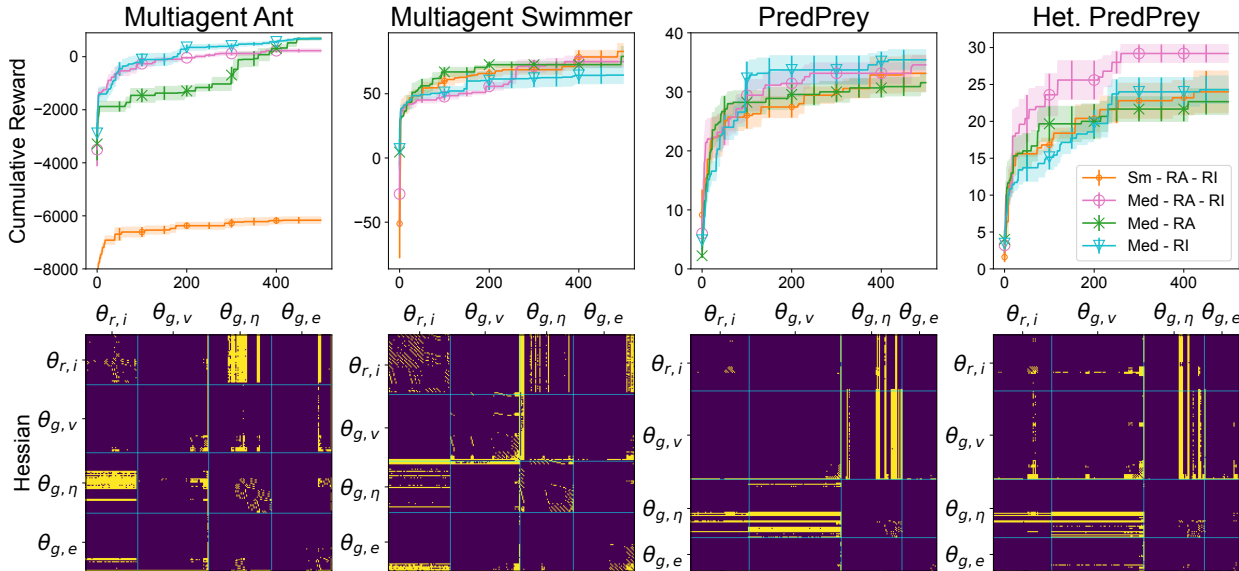 Multiagent Ant
Multiagent Swimmer
PredPrey
Het. PredPrey
Cumulative Reward
0
−2000
−4000
−6000
−8000
0 200 400
50
0
−50
0 200 400
40
30
20
10
0
0 200 400
30
25
20
15
10
5
0
0 200 400
Sm - RA - RI
Med - RA - RI
Med - RA
Med - RI
θr,i θg,v θg,η θg,e
θr,i θg,v θg,η θg,e
θr,i θg,v θg,η θg,e
θr,i θg,v θg,η θg,e
Hessian
θr,i
θg,v
θg,η
θg,e
θr,i
θg,v
θg,η
θg,e
θr,i
θg,v
θg,η
θg,e
θr,i
θg,v
θg,η
θg,e